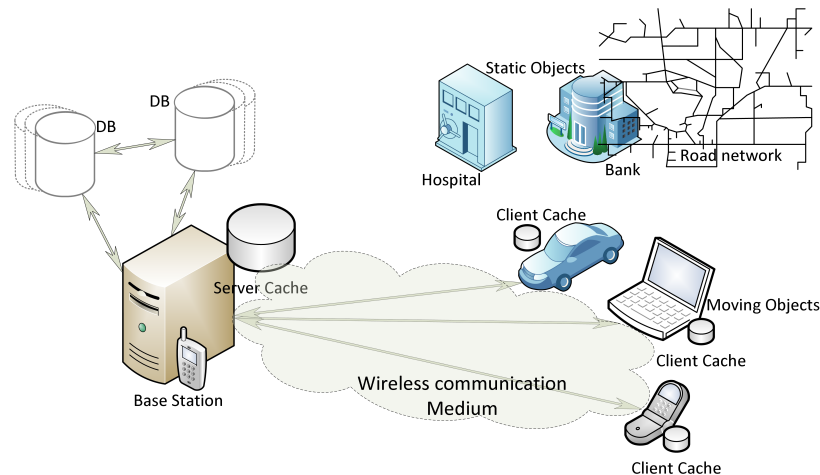 Static Objects
DB
DB
Road network
Hospital
Bank
Client Cache
Server Cache
Moving Objects
Client Cache
Wireless communication
Medium
Base Station
Client Cache